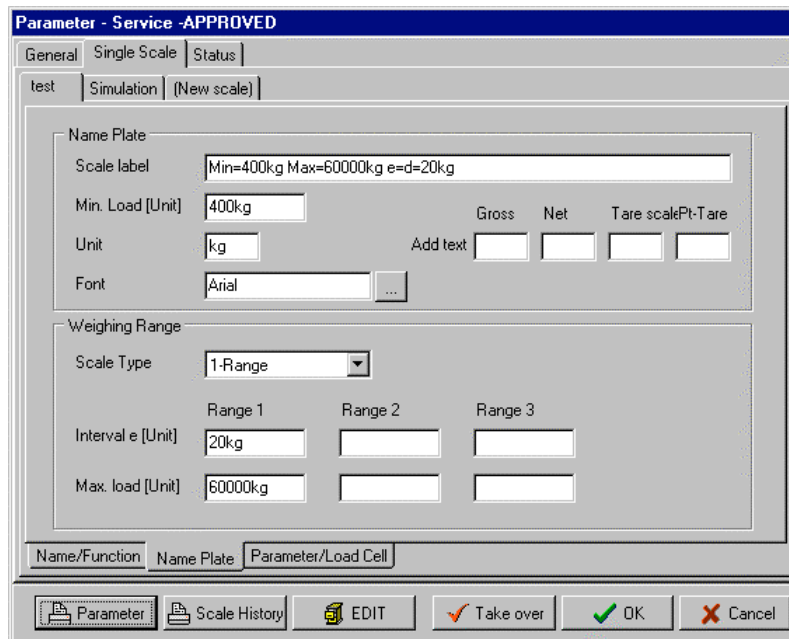 Parameter - Service -APPROVED
General Single Scale Status
test Simulation (New scale)
Name Plate
Scale label Min=400kg Max=60000kg e=d=20kg
Min. Load [Unit] 400kg
Gross Net Tare scale Pt-Tare
Unit kg Add text
Font Arial ...
Weighing Range
Scale Type 1-Range
Range 1 Range 2 Range 3
Interval e [Unit] 20kg
Max. load [Unit] 60000kg
Name/Function Name Plate Parameter/Load Cell
Parameter Scale History EDIT Take over OK Cancel